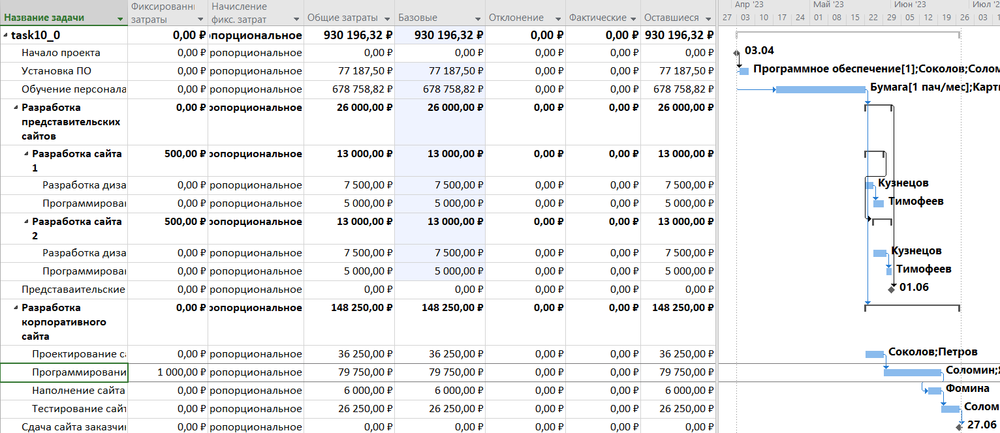 Название задачи Фиксированные затраты Начисление фикс. затрат Общие затраты Базовые Отклонение Фактические Оставшиеся Апр '23 Май '23 Июн '23 Июл '2
27 03 10 17 24 01 08 15 22 29 05 12 19 26 03
task10_0 0,00 ₽ опорциональное 930 196,32 ₽ 930 196,32 ₽ 0,00 ₽ 0,00 ₽ 930 196,32 ₽
Начало проекта 0,00 ₽ ропорциональное 0,00 ₽ 0,00 ₽ 0,00 ₽ 0,00 ₽ 0,00 ₽ 03.04
Установка ПО 0,00 ₽ ропорциональное 77 187,50 ₽ 77 187,50 ₽ 0,00 ₽ 0,00 ₽ 77 187,50 ₽ Программное обеспечение[1];Соколов;Солом
Обучение персонала 0,00 ₽ ропорциональное 678 758,82 ₽ 678 758,82 ₽ 0,00 ₽ 0,00 ₽ 678 758,82 ₽ Бумага[1 пач/мес];Карт
Разработка представительских сайтов 0,00 ₽ ропорциональное 26 000,00 ₽ 26 000,00 ₽ 0,00 ₽ 0,00 ₽ 26 000,00 ₽
Разработка сайта 1 500,00 ₽ ропорциональное 13 000,00 ₽ 13 000,00 ₽ 0,00 ₽ 0,00 ₽ 13 000,00 ₽
Разработка диза 0,00 ₽ ропорциональное 7 500,00 ₽ 7 500,00 ₽ 0,00 ₽ 0,00 ₽ 7 500,00 ₽ Кузнецов
Программирова 0,00 ₽ ропорциональное 5 000,00 ₽ 5 000,00 ₽ 0,00 ₽ 0,00 ₽ 5 000,00 ₽ Тимофеев
Разработка сайта 2 500,00 ₽ ропорциональное 13 000,00 ₽ 13 000,00 ₽ 0,00 ₽ 0,00 ₽ 13 000,00 ₽
Разработка диза 0,00 ₽ ропорциональное 7 500,00 ₽ 7 500,00 ₽ 0,00 ₽ 0,00 ₽ 7 500,00 ₽ Кузнецов
Программирова 0,00 ₽ ропорциональное 5 000,00 ₽ 5 000,00 ₽ 0,00 ₽ 0,00 ₽ 5 000,00 ₽ Тимофеев
Предстваительские 0,00 ₽ ропорциональное 0,00 ₽ 0,00 ₽ 0,00 ₽ 0,00 ₽ 0,00 ₽ 01.06
Разработка корпоративного сайта 0,00 ₽ ропорциональное 148 250,00 ₽ 148 250,00 ₽ 0,00 ₽ 0,00 ₽ 148 250,00 ₽
Проектирование с 0,00 ₽ ропорциональное 36 250,00 ₽ 36 250,00 ₽ 0,00 ₽ 0,00 ₽ 36 250,00 ₽ Соколов;Петров
Программировани 1 000,00 ₽ ропорциональное 79 750,00 ₽ 79 750,00 ₽ 0,00 ₽ 0,00 ₽ 79 750,00 ₽ Соломин;
Наполнение сайта 0,00 ₽ ропорциональное 6 000,00 ₽ 6 000,00 ₽ 0,00 ₽ 0,00 ₽ 6 000,00 ₽ Фомина
Тестирование сайт 0,00 ₽ ропорциональное 26 250,00 ₽ 26 250,00 ₽ 0,00 ₽ 0,00 ₽ 26 250,00 ₽ Солом
Сдача сайта заказчи 0,00 ₽ ропорциональное 0,00 ₽ 0,00 ₽ 0,00 ₽ 0,00 ₽ 0,00 ₽ 27.06